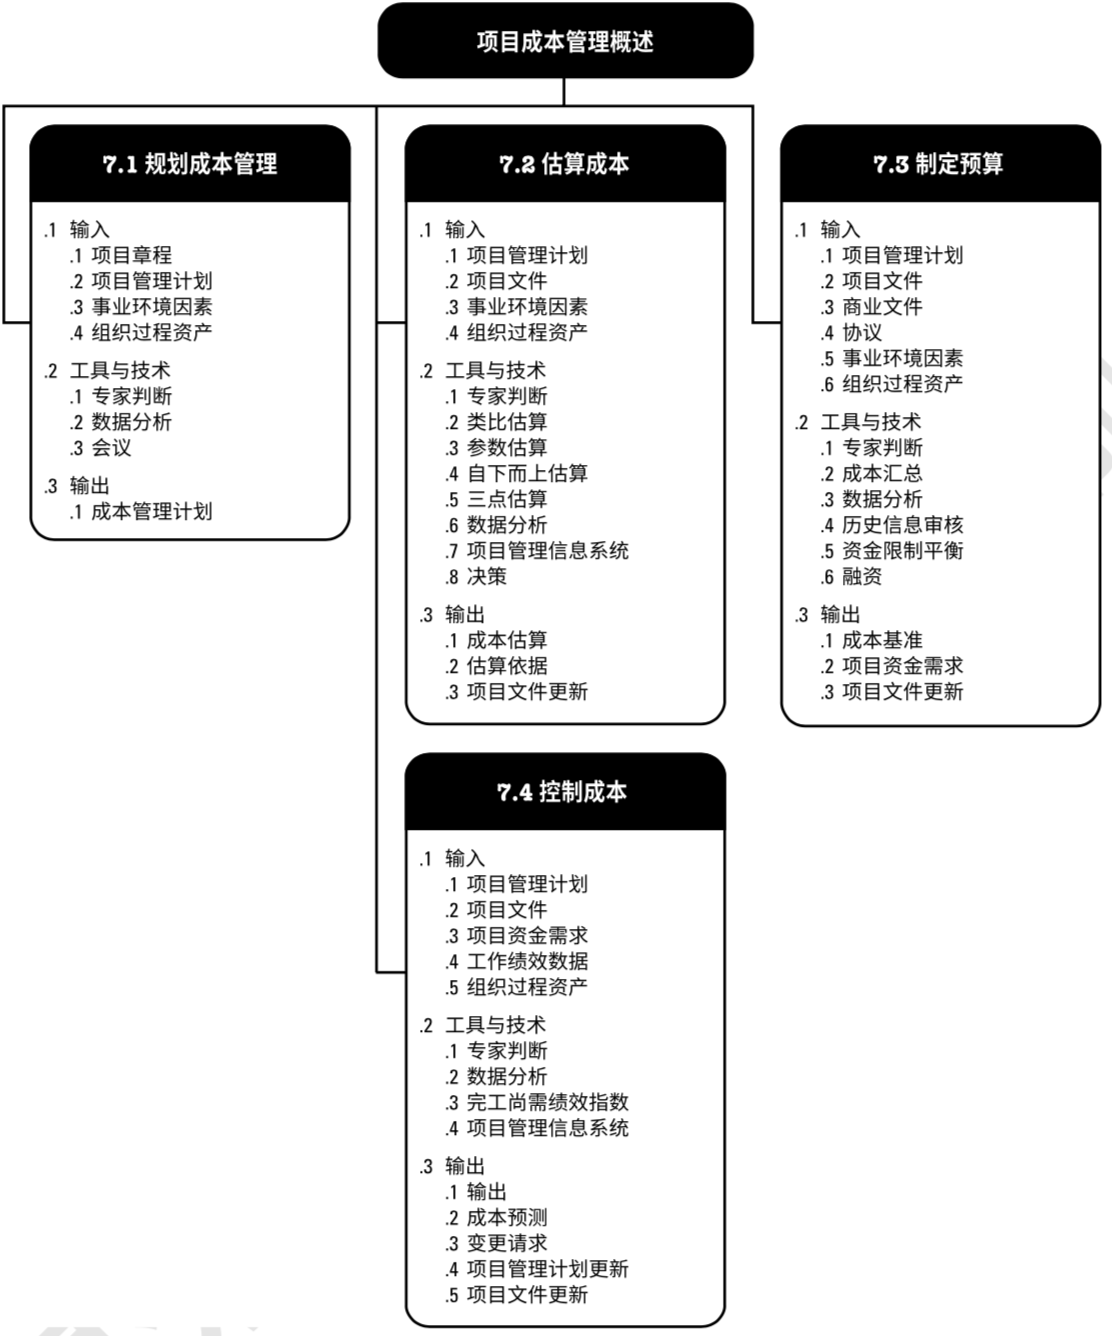 项目成本管理概述
7.1 规划成本管理
.1 输入
.1 项目章程
.2 项目管理计划
.3 事业环境因素
.4 组织过程资产
.2 工具与技术
.1 专家判断
.2 数据分析
.3 会议
.3 输出
.1 成本管理计划
7.2 估算成本
.1 输入
.1 项目管理计划
.2 项目文件
.3 事业环境因素
.4 组织过程资产
.2 工具与技术
.1 专家判断
.2 类比估算
.3 参数估算
.4 自下而上估算
.5 三点估算
.6 数据分析
.7 项目管理信息系统
.8 决策
.3 输出
.1 成本估算
.2 估算依据
.3 项目文件更新
7.3 制定预算
.1 输入
.1 项目管理计划
.2 项目文件
.3 商业文件
.4 协议
.5 事业环境因素
.6 组织过程资产
.2 工具与技术
.1 专家判断
.2 成本汇总
.3 数据分析
.4 历史信息审核
.5 资金限制平衡
.6 融资
.3 输出
.1 成本基准
.2 项目资金需求
.3 项目文件更新
7.4 控制成本
.1 输入
.1 项目管理计划
.2 项目文件
.3 项目资金需求
.4 工作绩效数据
.5 组织过程资产
.2 工具与技术
.1 专家判断
.2 数据分析
.3 完工尚需绩效指数
.4 项目管理信息系统
.3 输出
.1 输出
.2 成本预测
.3 变更请求
.4 项目管理计划更新
.5 项目文件更新